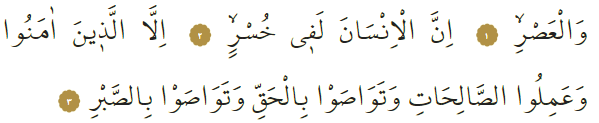 وَالْعَصْرِۙ ﴿١﴾ اِنَّ الْاِنْسَانَ لَف۪ي خُسْرٍۙ ﴿٢﴾ اِلَّا الَّذ۪ينَ اٰمَنُوا
وَعَمِلُوا الصَّالِحَاتِ وَتَوَاصَوْا بِالْحَقِّ وَتَوَاصَوْا بِالصَّبْرِ ﴿٣﴾